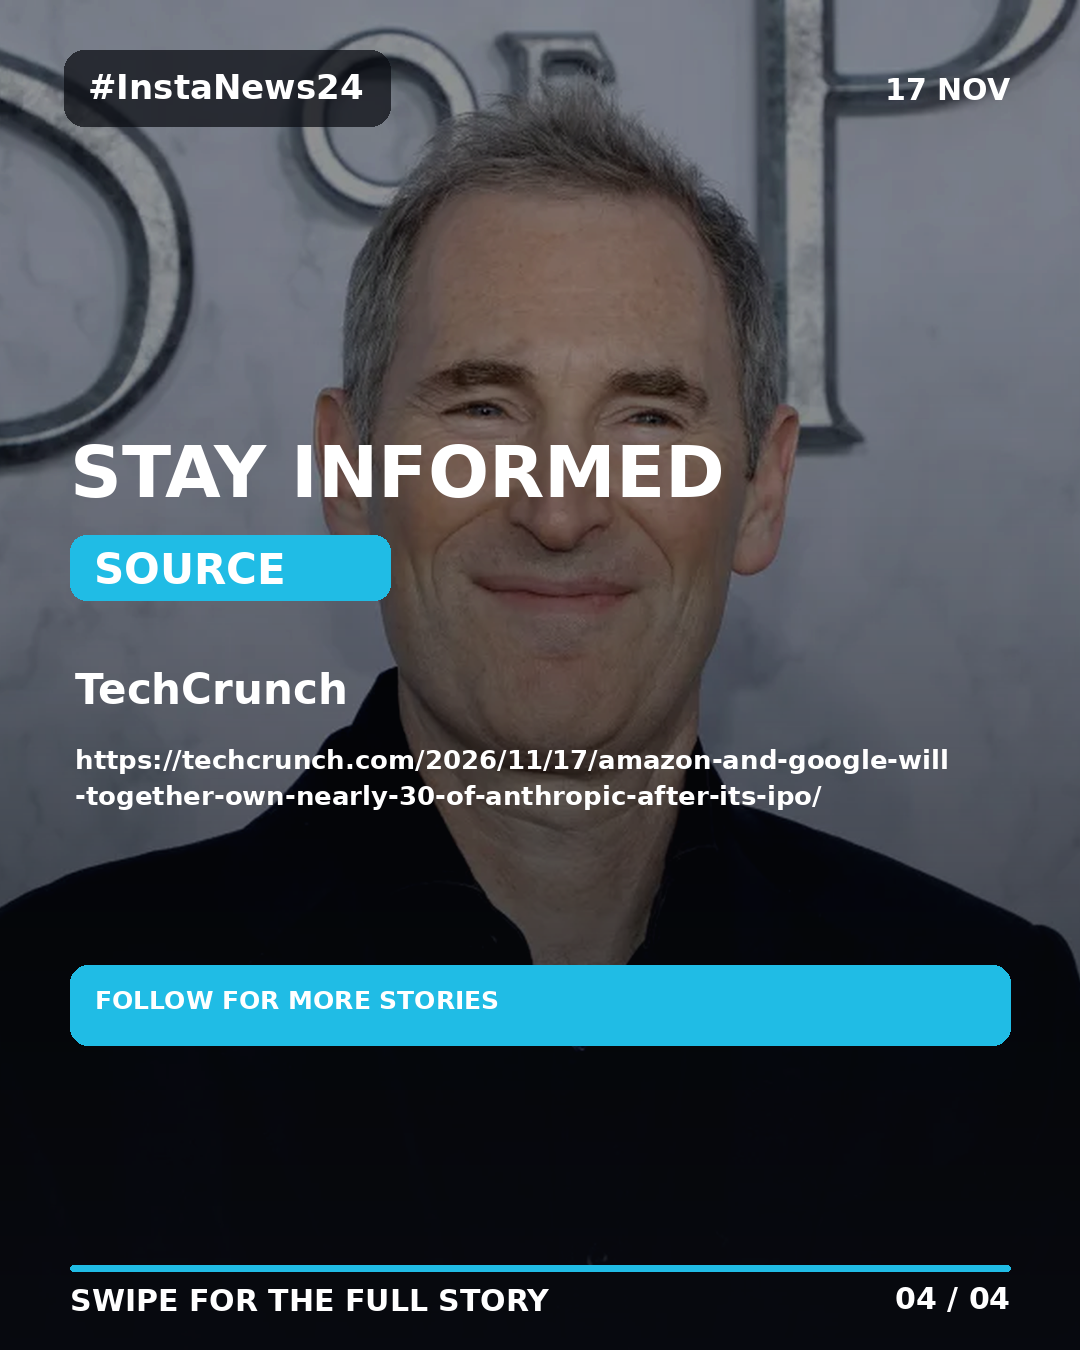 #InstaNews24
17 NOV
S OF P
STAY INFORMED
SOURCE
TechCrunch
https://techcrunch.com/2026/11/17/amazon-and-google-will
-together-own-nearly-30-of-anthropic-after-its-ipo/
FOLLOW FOR MORE STORIES
SWIPE FOR THE FULL STORY
04 / 04